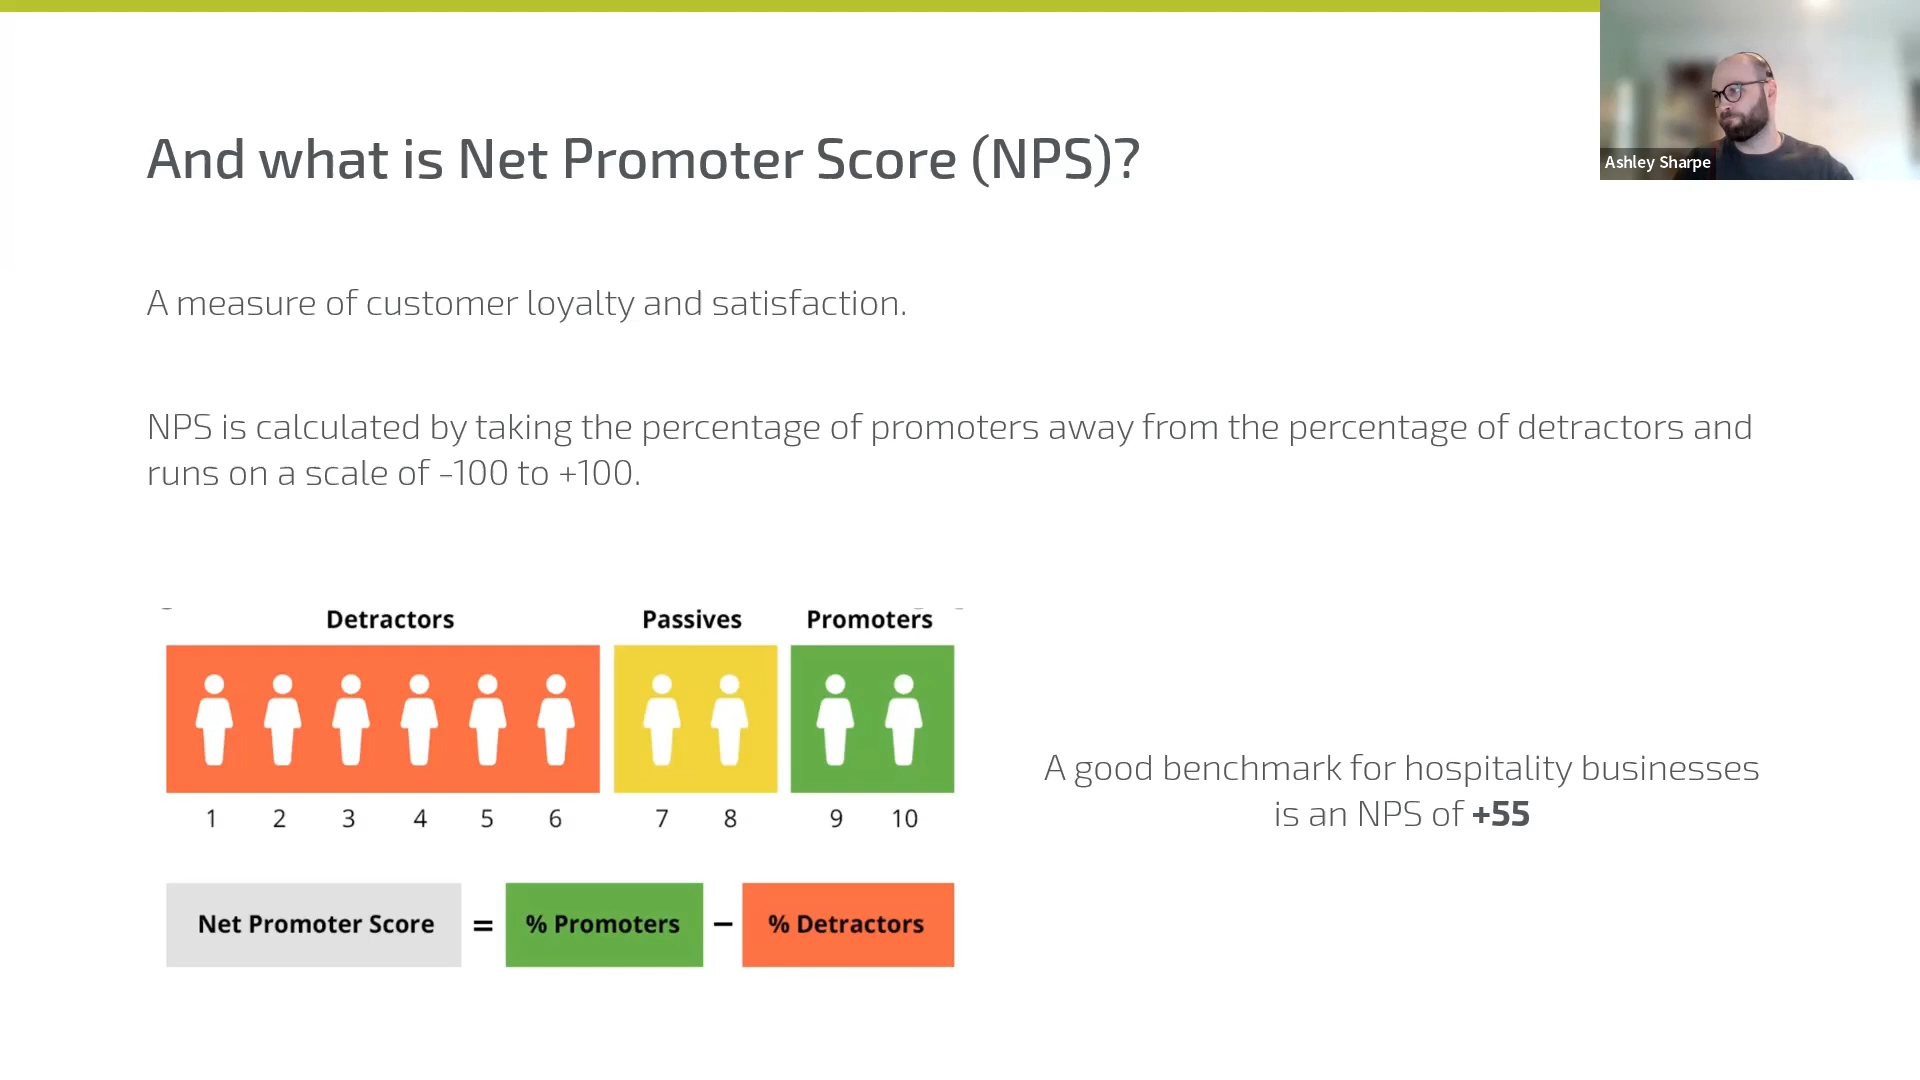 And what is Net Promoter Score (NPS)?
Ashley Sharpe
A measure of customer loyalty and satisfaction.
NPS is calculated by taking the percentage of promoters away from the percentage of detractors and
runs on a scale of -100 to +100.
Detractors Passives Promoters
1 2 3 4 5 6 7 8 9 10
A good benchmark for hospitality businesses
is an NPS of +55
Net Promoter Score = % Promoters − % Detractors